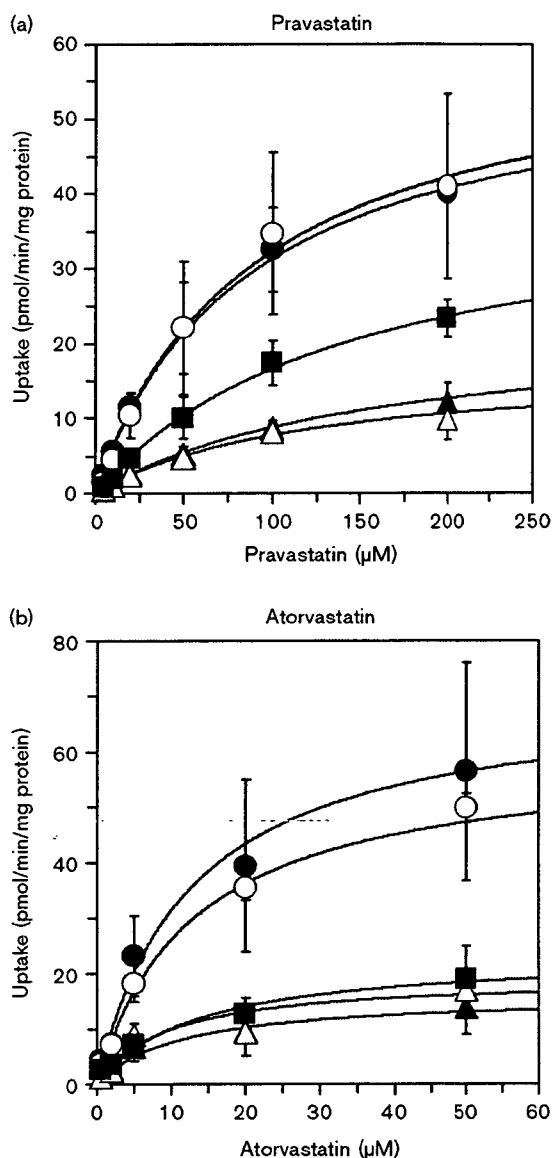 (a)
Pravastatin
60
50
40
30
20
10
0
Uptake (pmol/min/mg protein)
0 50 100 150 200 250
Pravastatin (µM)
(b)
Atorvastatin
80
60
40
20
0
Uptake (pmol/min/mg protein)
0 10 20 30 40 50 60
Atorvastatin (µM)